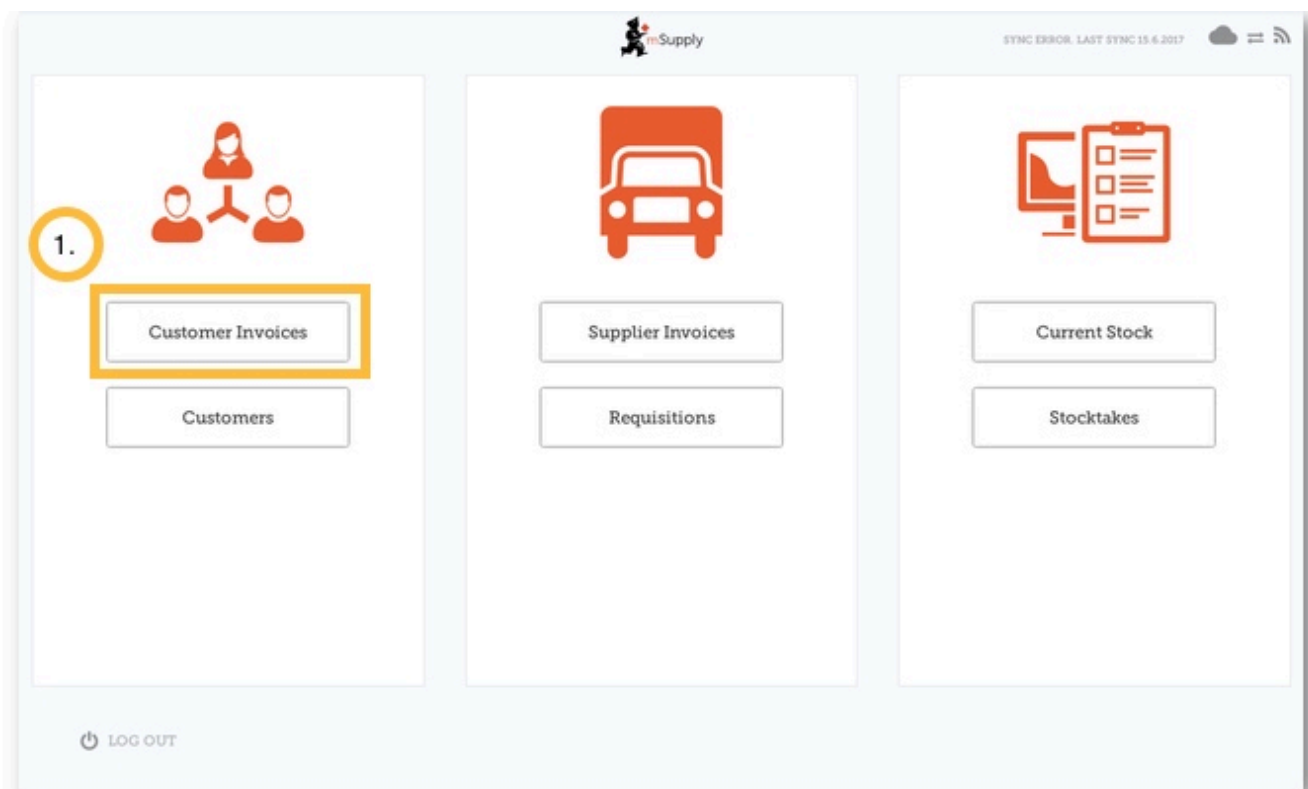 mSupply
SYNC ERROR. LAST SYNC 15.6.2017
1.
Customer Invoices
Customers
Supplier Invoices
Requisitions
Current Stock
Stocktakes
LOG OUT